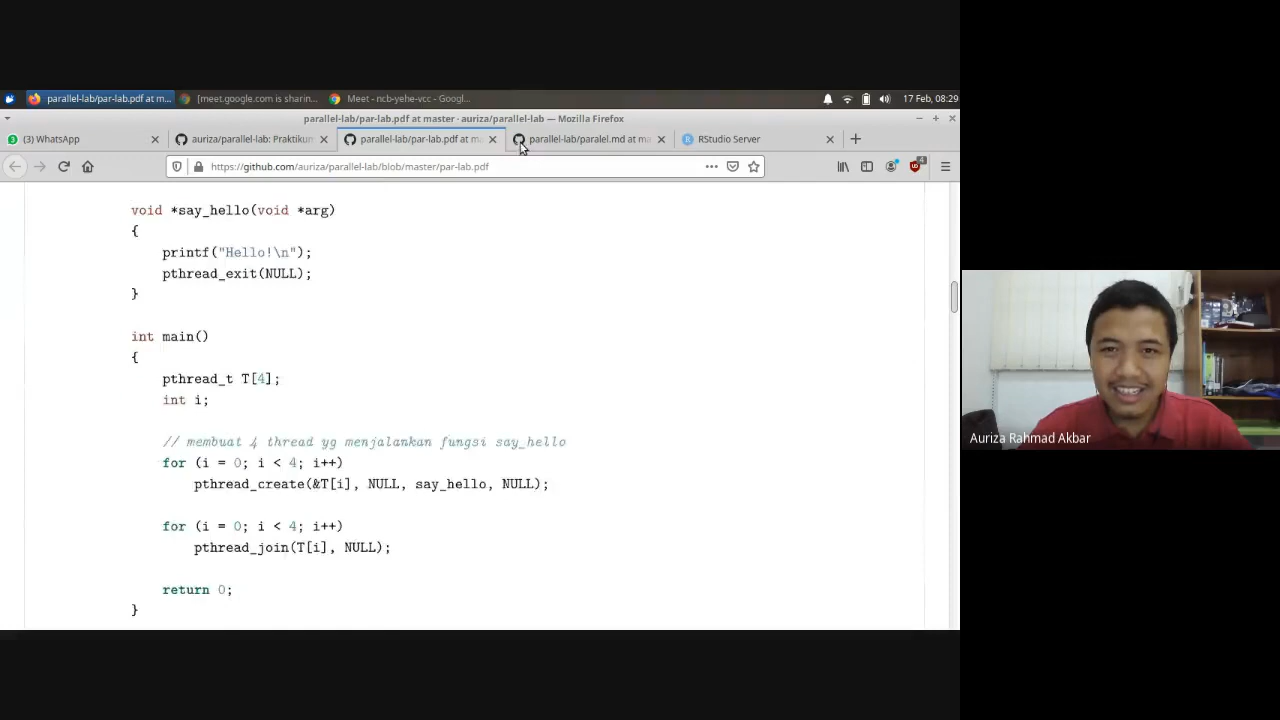 parallel-lab/par-lab.pdf at m...
[meet.google.com is sharin...
Meet - ncb-yehe-vcc - Googl...
17 Feb, 08:29
parallel-lab/par-lab.pdf at master · auriza/parallel-lab — Mozilla Firefox
(3) WhatsApp
auriza/parallel-lab: Praktikum
parallel-lab/par-lab.pdf at ma
parallel-lab/paralel.md at ma
RStudio Server
https://github.com/auriza/parallel-lab/blob/master/par-lab.pdf
4
void *say_hello(void *arg)
{
printf("Hello!\n");
pthread_exit(NULL);
}
int main()
{
pthread_t T[4];
int i;
// membuat 4 thread yg menjalankan fungsi say_hello
for (i = 0; i < 4; i++)
pthread_create(&T[i], NULL, say_hello, NULL);
for (i = 0; i < 4; i++)
pthread_join(T[i], NULL);
return 0;
}
Auriza Rahmad Akbar